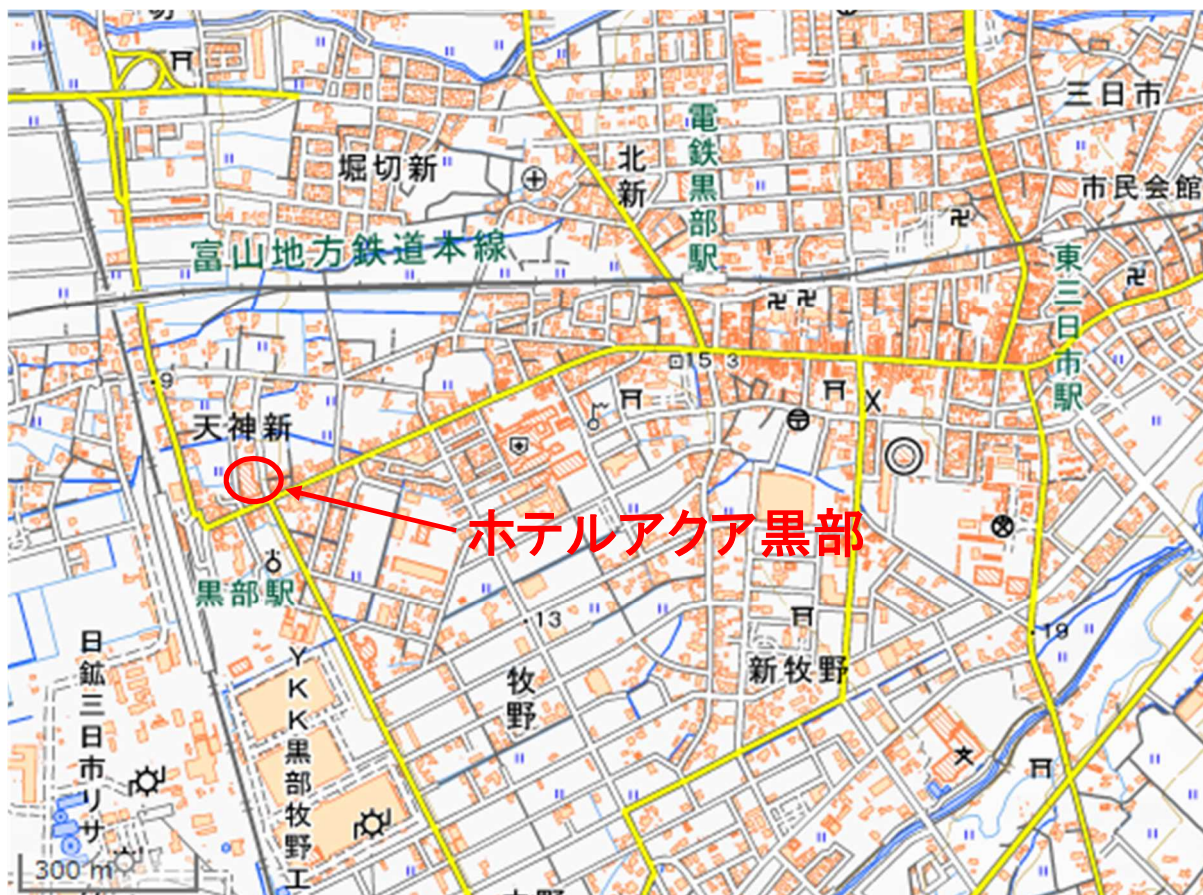 三日市
電鉄黒部駅
北新
堀切新
市民会館
富山地方鉄道本線
東三日市駅
15
3
9
天神新
ホテルアクア黒部
黒部駅
13
19
日鉱三日市リサ
YKK黒部牧野工
牧野
新牧野
300 m